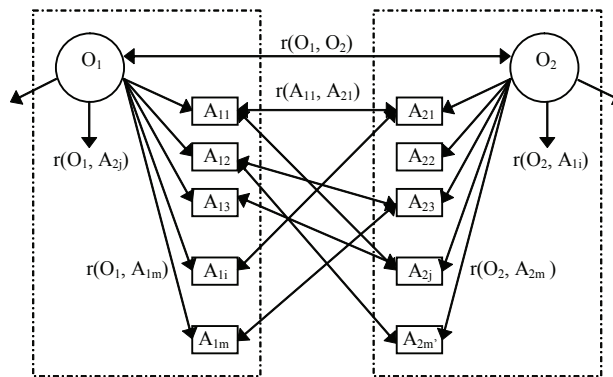 r(O₁, O₂)
O₁
O₂
r(A₁₁, A₂₁)
A₁₁
A₂₁
A₁₂
A₂₂
r(O₁, A₂ⱼ)
r(O₂, A₁ᵢ)
A₁₃
A₂₃
r(O₁, A₁ₘ)
A₁ᵢ
A₂ⱼ
r(O₂, A₂ₘ)
A₁ₘ
A₂ₘ'